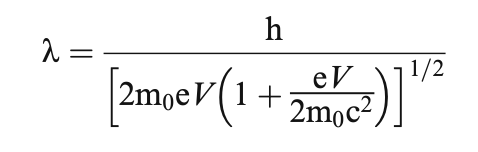 λ = h / [2m₀eV(1 + eV / 2m₀c²)]^1/2